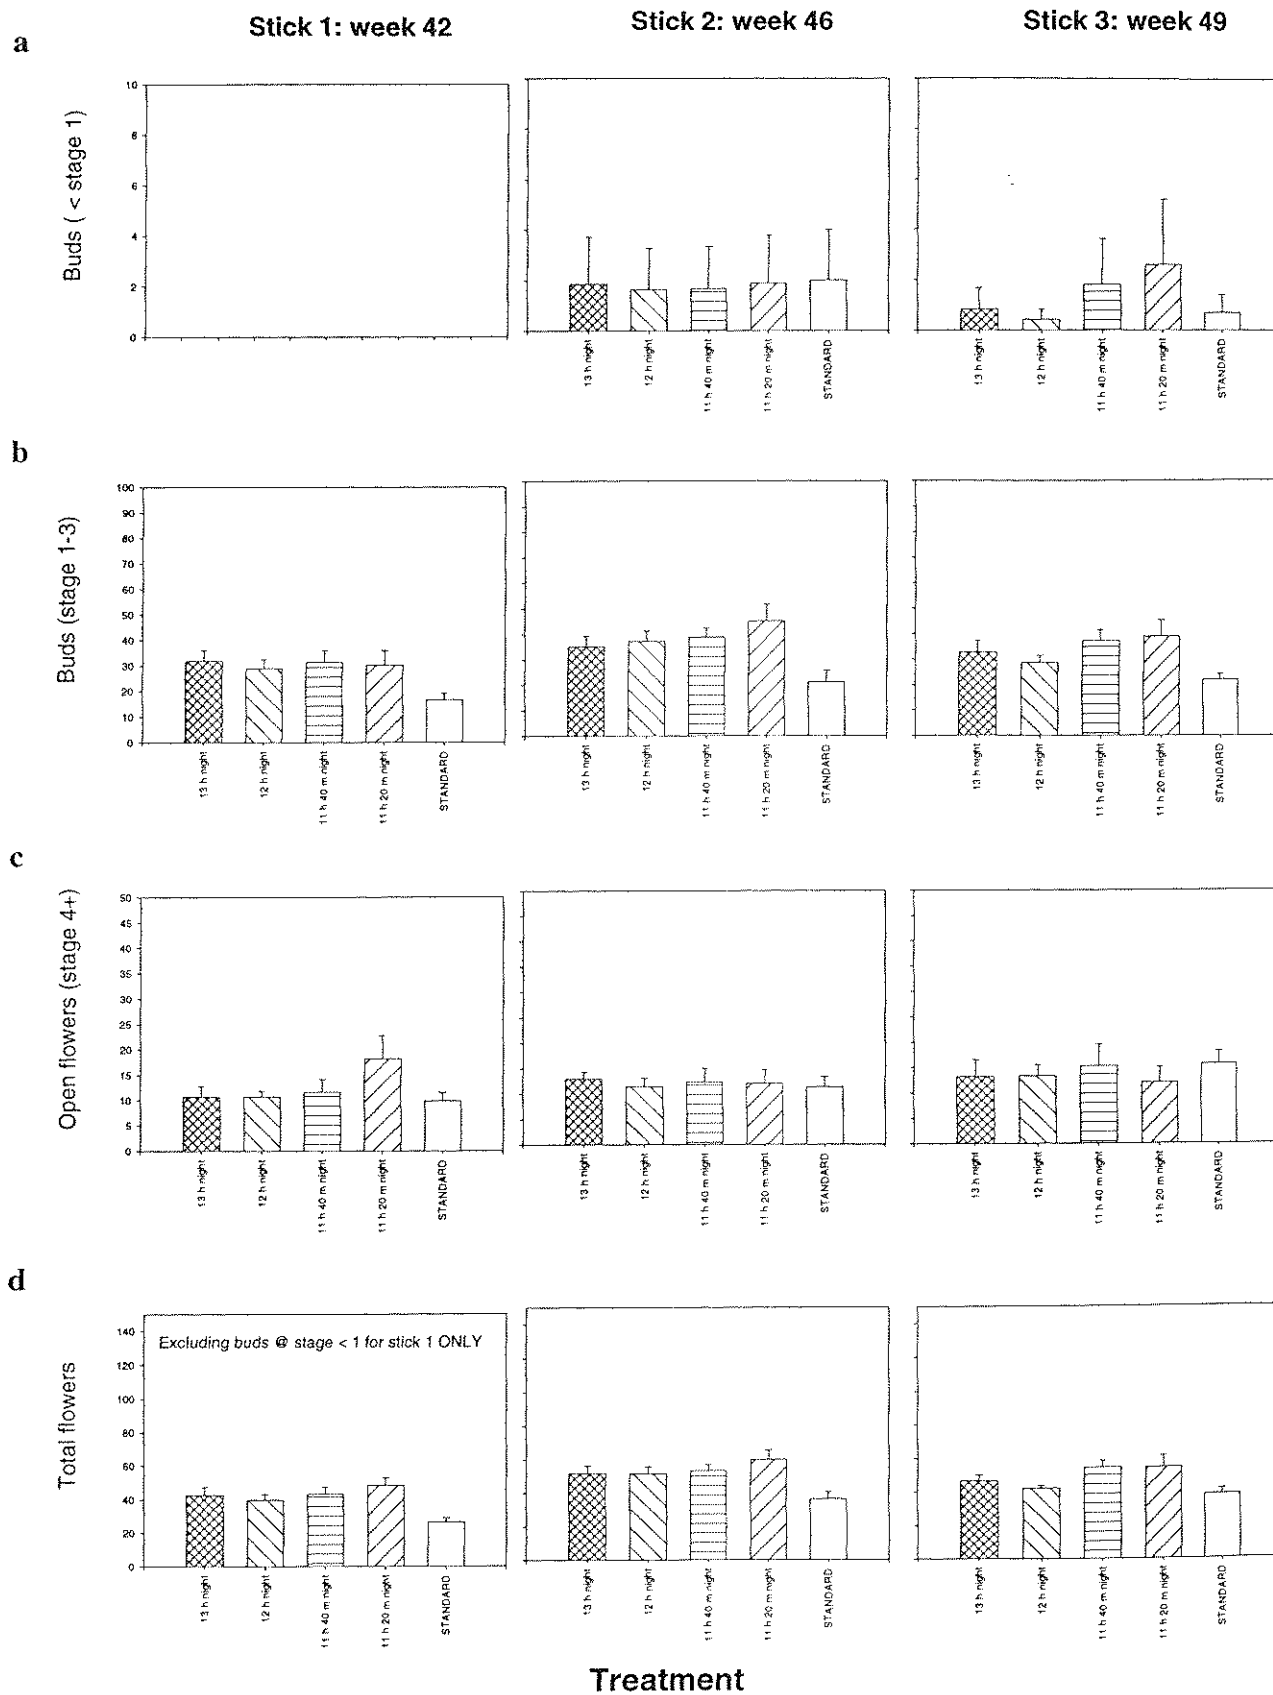 Stick 1: week 42
Stick 2: week 46
Stick 3: week 49
a
Buds ( < stage 1)
10
8
6
4
2
0
13 h night
12 h night
11 h 40 m night
11 h 20 m night
STANDARD
13 h night
12 h night
11 h 40 m night
11 h 20 m night
STANDARD
b
Buds (stage 1-3)
100
90
80
70
60
50
40
30
20
10
0
13 h night
12 h night
11 h 40 m night
11 h 20 m night
STANDARD
13 h night
12 h night
11 h 40 m night
11 h 20 m night
STANDARD
13 h night
12 h night
11 h 40 m night
11 h 20 m night
STANDARD
c
Open flowers (stage 4+)
50
45
40
35
30
25
20
15
10
5
0
13 h night
12 h night
11 h 40 m night
11 h 20 m night
STANDARD
13 h night
12 h night
11 h 40 m night
11 h 20 m night
STANDARD
13 h night
12 h night
11 h 40 m night
11 h 20 m night
STANDARD
d
Total flowers
Excluding buds @ stage < 1 for stick 1 ONLY
140
120
100
80
60
40
20
0
13 h night
12 h night
11 h 40 m night
11 h 20 m night
STANDARD
13 h night
12 h night
11 h 40 m night
11 h 20 m night
STANDARD
13 h night
12 h night
11 h 40 m night
11 h 20 m night
STANDARD
Treatment